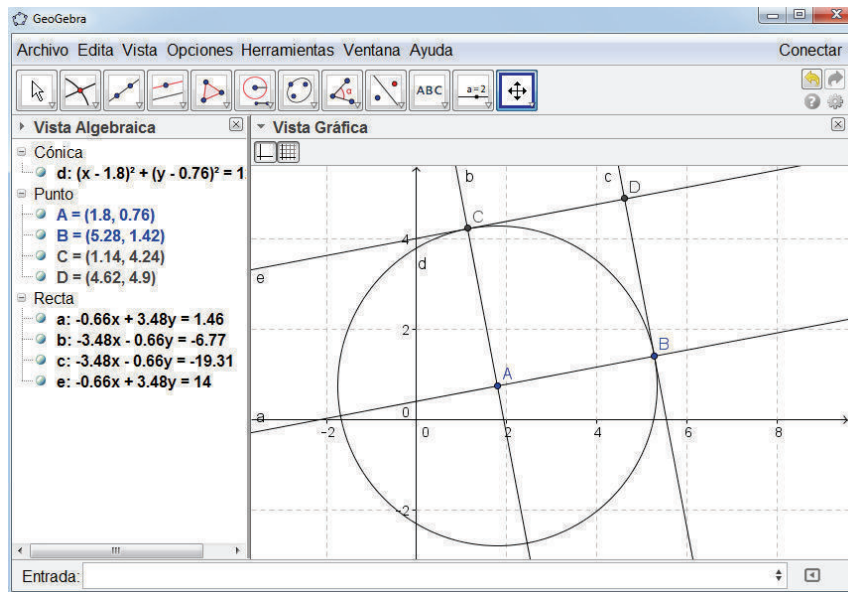 GeoGebra
Archivo Edita Vista Opciones Herramientas Ventana Ayuda Conectar
ABC a=2
Vista Algebraica
Vista Gráfica
Cónica
d: (x - 1.8)² + (y - 0.76)² = 1
Punto
A = (1.8, 0.76)
B = (5.28, 1.42)
C = (1.14, 4.24)
D = (4.62, 4.9)
Recta
a: -0.66x + 3.48y = 1.46
b: -3.48x - 0.66y = -6.77
c: -3.48x - 0.66y = -19.31
e: -0.66x + 3.48y = 14
b c D
C
4
d
e
2
B
A
0
a
-2 0 2 4 6 8
-2
Entrada: